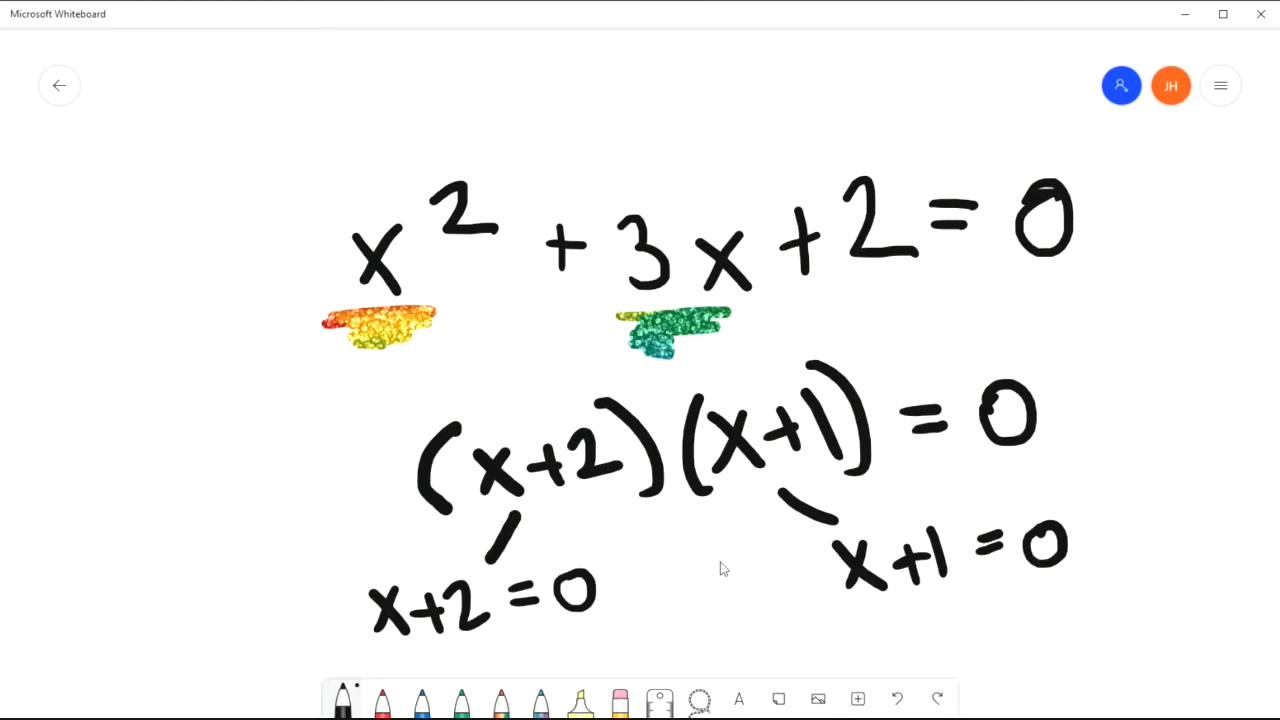 Microsoft Whiteboard
JH
x² + 3x + 2 = 0
(x+2)(x+1) = 0
x+2=0
x+1=0
A